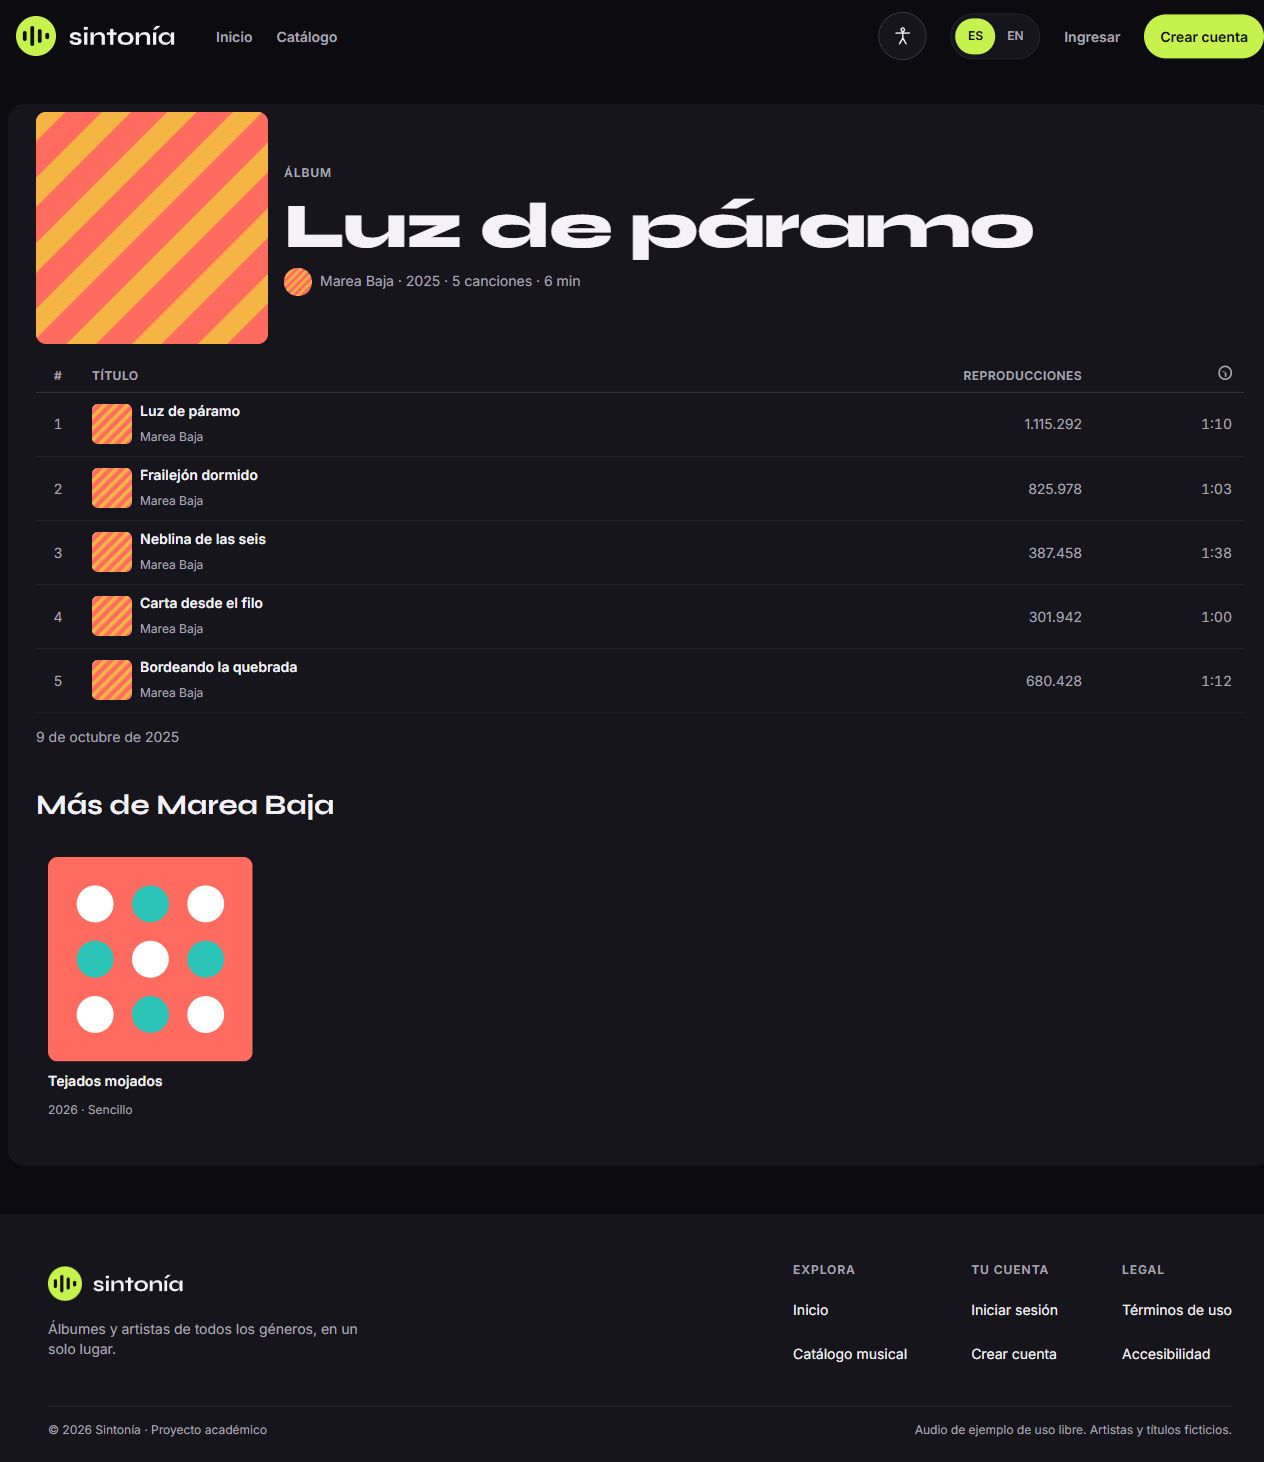 sintonía
Inicio
Catálogo
ES
EN
Ingresar
Crear cuenta
ÁLBUM
Luz de páramo
Marea Baja · 2025 · 5 canciones · 6 min
# TÍTULO REPRODUCCIONES
1 Luz de páramo 1.115.292 1:10
Marea Baja
2 Frailejón dormido 825.978 1:03
Marea Baja
3 Neblina de las seis 387.458 1:38
Marea Baja
4 Carta desde el filo 301.942 1:00
Marea Baja
5 Bordeando la quebrada 680.428 1:12
Marea Baja
9 de octubre de 2025
Más de Marea Baja
Tejados mojados
2026 · Sencillo
sintonía
Álbumes y artistas de todos los géneros, en un
solo lugar.
EXPLORA
Inicio
Catálogo musical
TU CUENTA
Iniciar sesión
Crear cuenta
LEGAL
Términos de uso
Accesibilidad
© 2026 Sintonía · Proyecto académico
Audio de ejemplo de uso libre. Artistas y títulos ficticios.